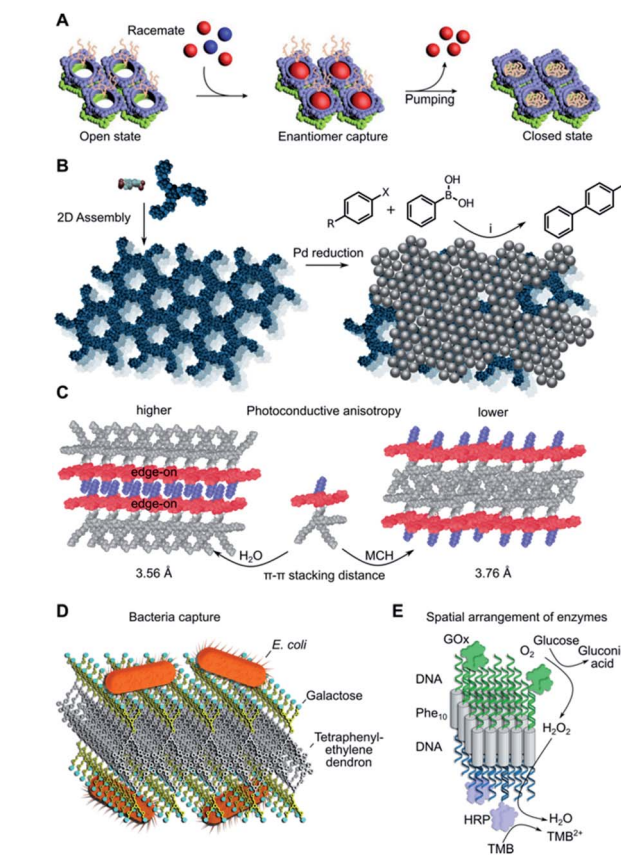 A
Racemate
Open state
Enantiomer capture
Pumping
Closed state
B
2D Assembly
Pd reduction
X
R
+
B
OH
OH
i
C
higher
Photoconductive anisotropy
lower
edge-on
edge-on
H₂O
MCH
3.56 Å
π-π stacking distance
3.76 Å
D
Bacteria capture
E. coli
Galactose
Tetraphenyl-
ethylene
dendron
E
Spatial arrangement of enzymes
GOx
Glucose
O₂
Gluconi
acid
DNA
Phe₁₀
DNA
H₂O₂
HRP
H₂O
TMB²⁺
TMB